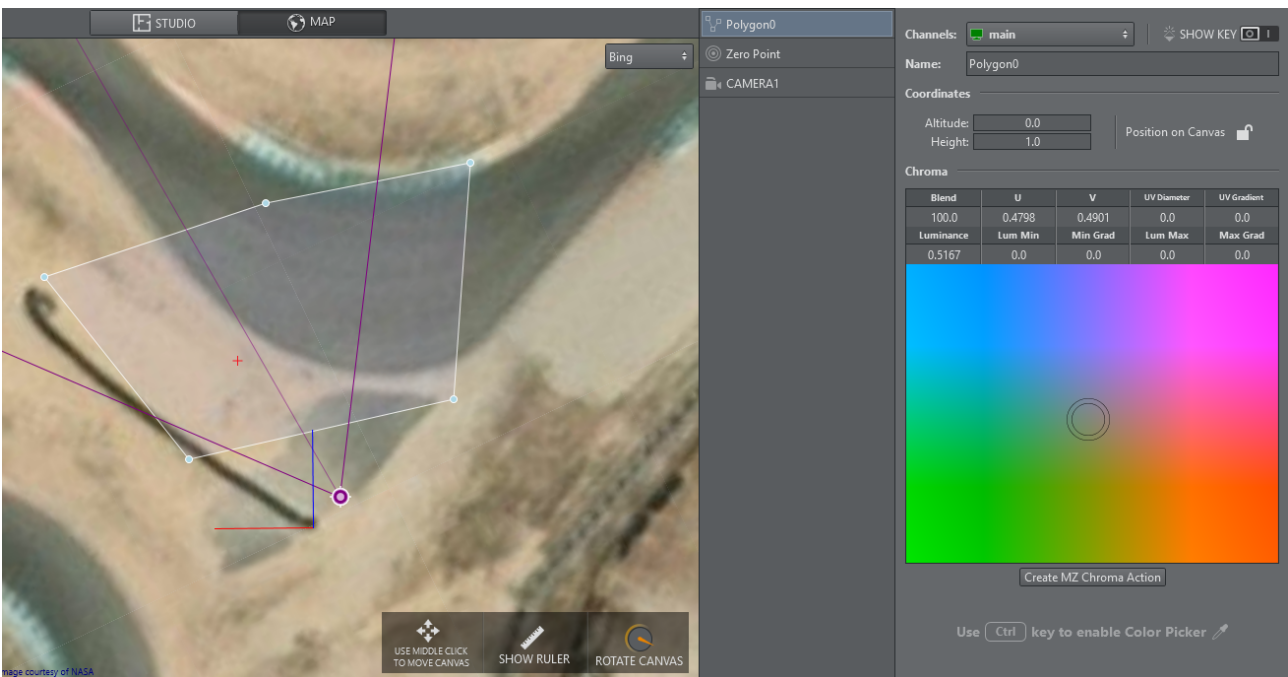 STUDIO
MAP
Bing
USE MIDDLE CLICK
TO MOVE CANVAS
SHOW RULER
ROTATE CANVAS
mage courtesy of NASA
Polygon0
Zero Point
CAMERA1
Channels: main SHOW KEY O I
Name: Polygon0
Coordinates
Altitude: 0.0
Height: 1.0
Position on Canvas
Chroma
Blend U V UV Diameter UV Gradient
100.0 0.4798 0.4901 0.0 0.0
Luminance Lum Min Min Grad Lum Max Max Grad
0.5167 0.0 0.0 0.0 0.0
Create MZ Chroma Action
Use Ctrl key to enable Color Picker